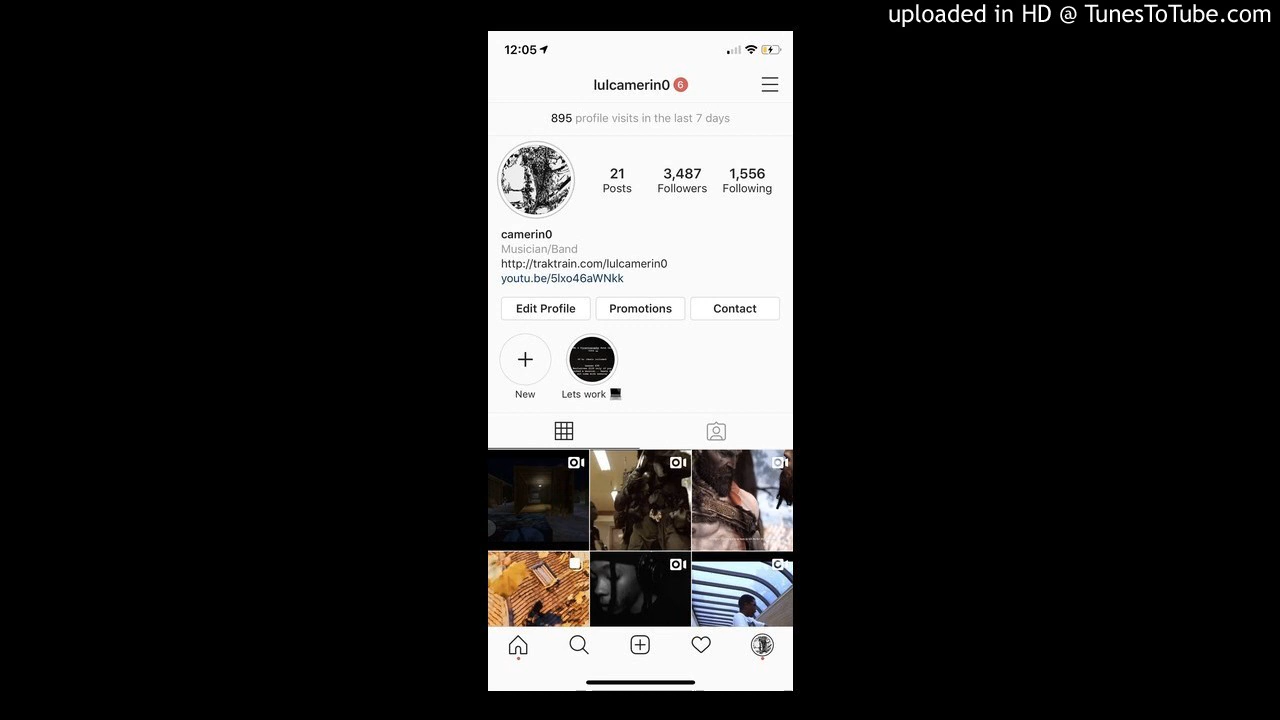 uploaded in HD @ TunesToTube.com
12:05
lulcamerin0 6
895 profile visits in the last 7 days
21 3,487 1,556
Posts Followers Following
camerin0
Musician/Band
http://traktrain.com/lulcamerin0
youtu.be/5lxo46aWNkk
Edit Profile Promotions Contact
New Lets work 💻